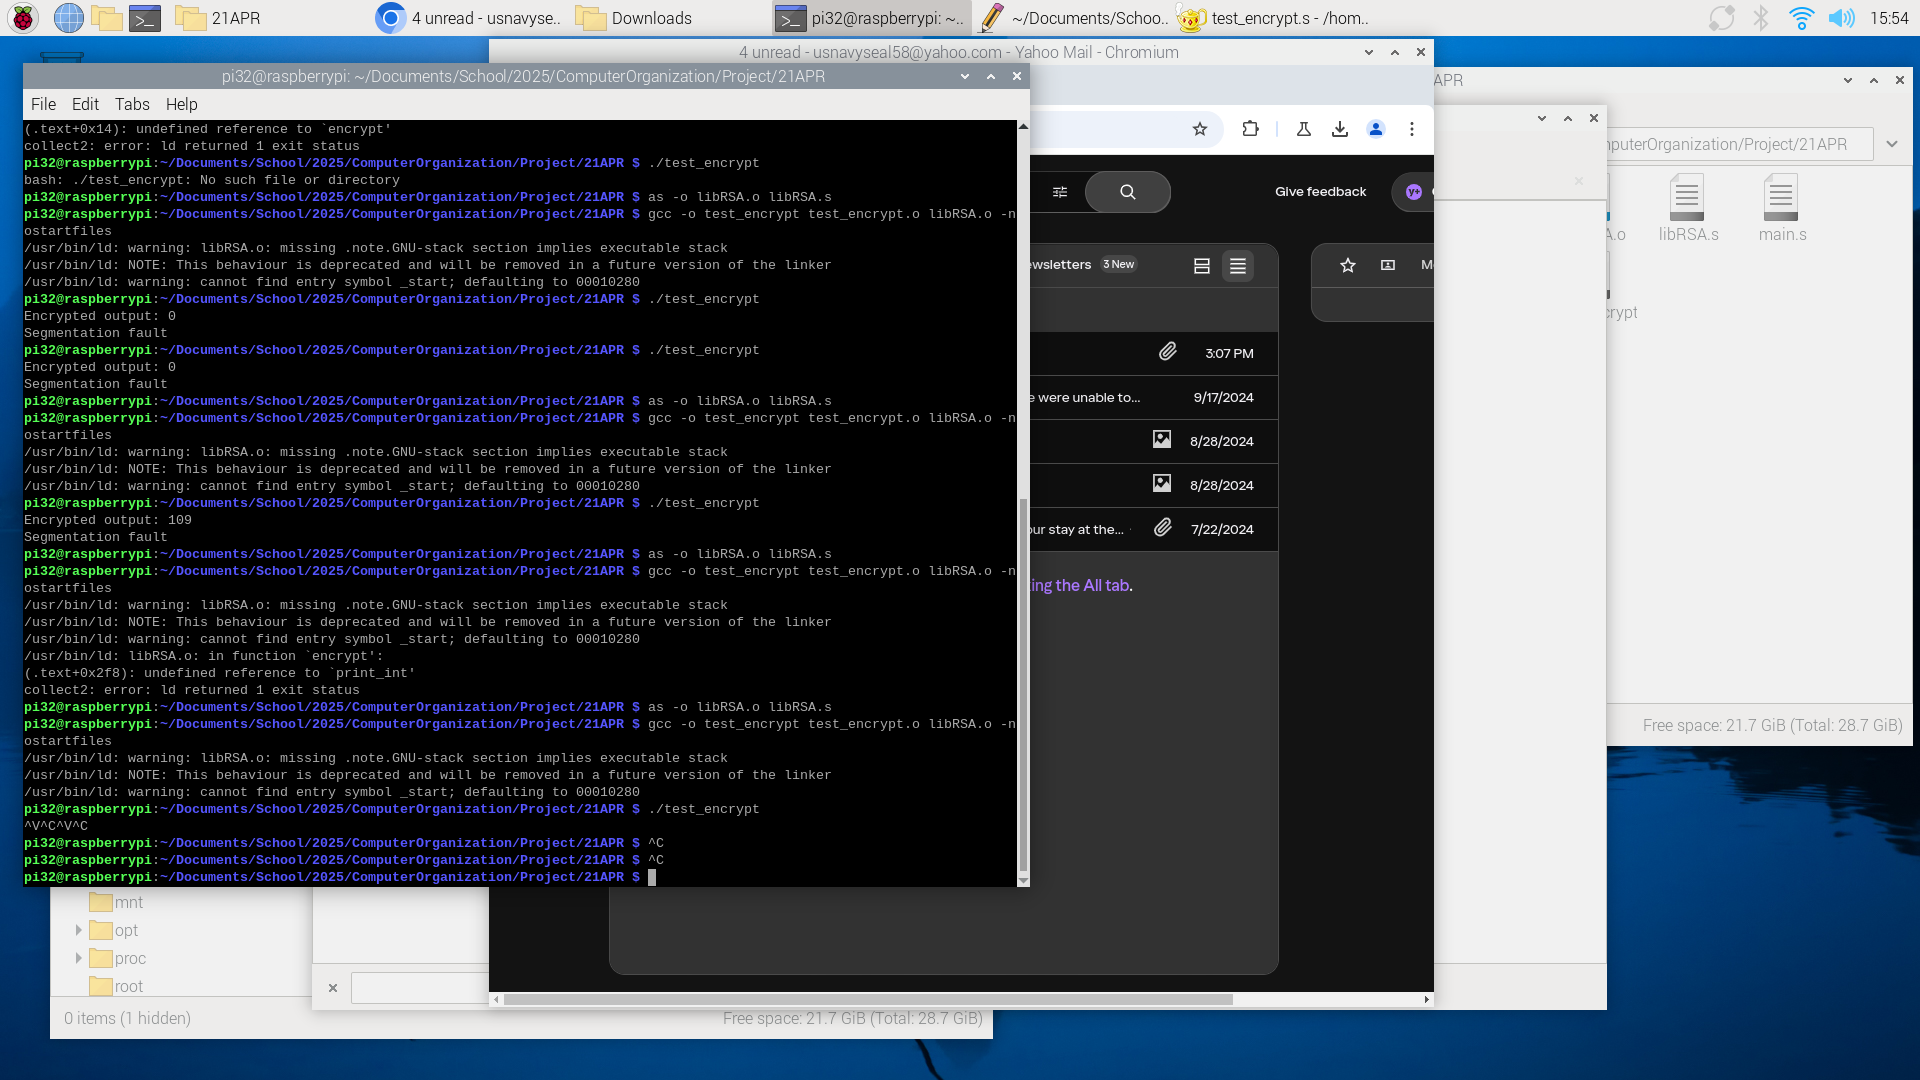 21APR
4 unread - usnavyse..
Downloads
pi32@raspberrypi: ~..
~/Documents/Schoo..
test_encrypt.s - /hom..
15:54
4 unread - usnavyseal58@yahoo.com - Yahoo Mail - Chromium
pi32@raspberrypi: ~/Documents/School/2025/ComputerOrganization/Project/21APR
File Edit Tabs Help
(.text+0x14): undefined reference to `encrypt'
collect2: error: ld returned 1 exit status
pi32@raspberrypi:~/Documents/School/2025/ComputerOrganization/Project/21APR $ ./test_encrypt
bash: ./test_encrypt: No such file or directory
pi32@raspberrypi:~/Documents/School/2025/ComputerOrganization/Project/21APR $ as -o libRSA.o libRSA.s
pi32@raspberrypi:~/Documents/School/2025/ComputerOrganization/Project/21APR $ gcc -o test_encrypt test_encrypt.o libRSA.o -n
ostartfiles
/usr/bin/ld: warning: libRSA.o: missing .note.GNU-stack section implies executable stack
/usr/bin/ld: NOTE: This behaviour is deprecated and will be removed in a future version of the linker
/usr/bin/ld: warning: cannot find entry symbol _start; defaulting to 00010280
pi32@raspberrypi:~/Documents/School/2025/ComputerOrganization/Project/21APR $ ./test_encrypt
Encrypted output: 0
Segmentation fault
pi32@raspberrypi:~/Documents/School/2025/ComputerOrganization/Project/21APR $ ./test_encrypt
Encrypted output: 0
Segmentation fault
pi32@raspberrypi:~/Documents/School/2025/ComputerOrganization/Project/21APR $ as -o libRSA.o libRSA.s
pi32@raspberrypi:~/Documents/School/2025/ComputerOrganization/Project/21APR $ gcc -o test_encrypt test_encrypt.o libRSA.o -n
ostartfiles
/usr/bin/ld: warning: libRSA.o: missing .note.GNU-stack section implies executable stack
/usr/bin/ld: NOTE: This behaviour is deprecated and will be removed in a future version of the linker
/usr/bin/ld: warning: cannot find entry symbol _start; defaulting to 00010280
pi32@raspberrypi:~/Documents/School/2025/ComputerOrganization/Project/21APR $ ./test_encrypt
Encrypted output: 109
Segmentation fault
pi32@raspberrypi:~/Documents/School/2025/ComputerOrganization/Project/21APR $ as -o libRSA.o libRSA.s
pi32@raspberrypi:~/Documents/School/2025/ComputerOrganization/Project/21APR $ gcc -o test_encrypt test_encrypt.o libRSA.o -n
ostartfiles
/usr/bin/ld: warning: libRSA.o: missing .note.GNU-stack section implies executable stack
/usr/bin/ld: NOTE: This behaviour is deprecated and will be removed in a future version of the linker
/usr/bin/ld: warning: cannot find entry symbol _start; defaulting to 00010280
/usr/bin/ld: libRSA.o: in function `encrypt':
(.text+0x2f8): undefined reference to `print_int'
collect2: error: ld returned 1 exit status
pi32@raspberrypi:~/Documents/School/2025/ComputerOrganization/Project/21APR $ as -o libRSA.o libRSA.s
pi32@raspberrypi:~/Documents/School/2025/ComputerOrganization/Project/21APR $ gcc -o test_encrypt test_encrypt.o libRSA.o -n
ostartfiles
/usr/bin/ld: warning: libRSA.o: missing .note.GNU-stack section implies executable stack
/usr/bin/ld: NOTE: This behaviour is deprecated and will be removed in a future version of the linker
/usr/bin/ld: warning: cannot find entry symbol _start; defaulting to 00010280
pi32@raspberrypi:~/Documents/School/2025/ComputerOrganization/Project/21APR $ ./test_encrypt
^V^C^V^C
pi32@raspberrypi:~/Documents/School/2025/ComputerOrganization/Project/21APR $ ^C
pi32@raspberrypi:~/Documents/School/2025/ComputerOrganization/Project/21APR $ ^C
pi32@raspberrypi:~/Documents/School/2025/ComputerOrganization/Project/21APR $
Give feedback
y+
ewsletters 3 New
3:07 PM
e were unable to... 9/17/2024
8/28/2024
8/28/2024
our stay at the... 7/22/2024
ting the All tab.
APR
mputerOrganization/Project/21APR
A.o
libRSA.s
main.s
crypt
Free space: 21.7 GiB (Total: 28.7 GiB)
mnt
opt
proc
root
0 items (1 hidden)
Free space: 21.7 GiB (Total: 28.7 GiB)